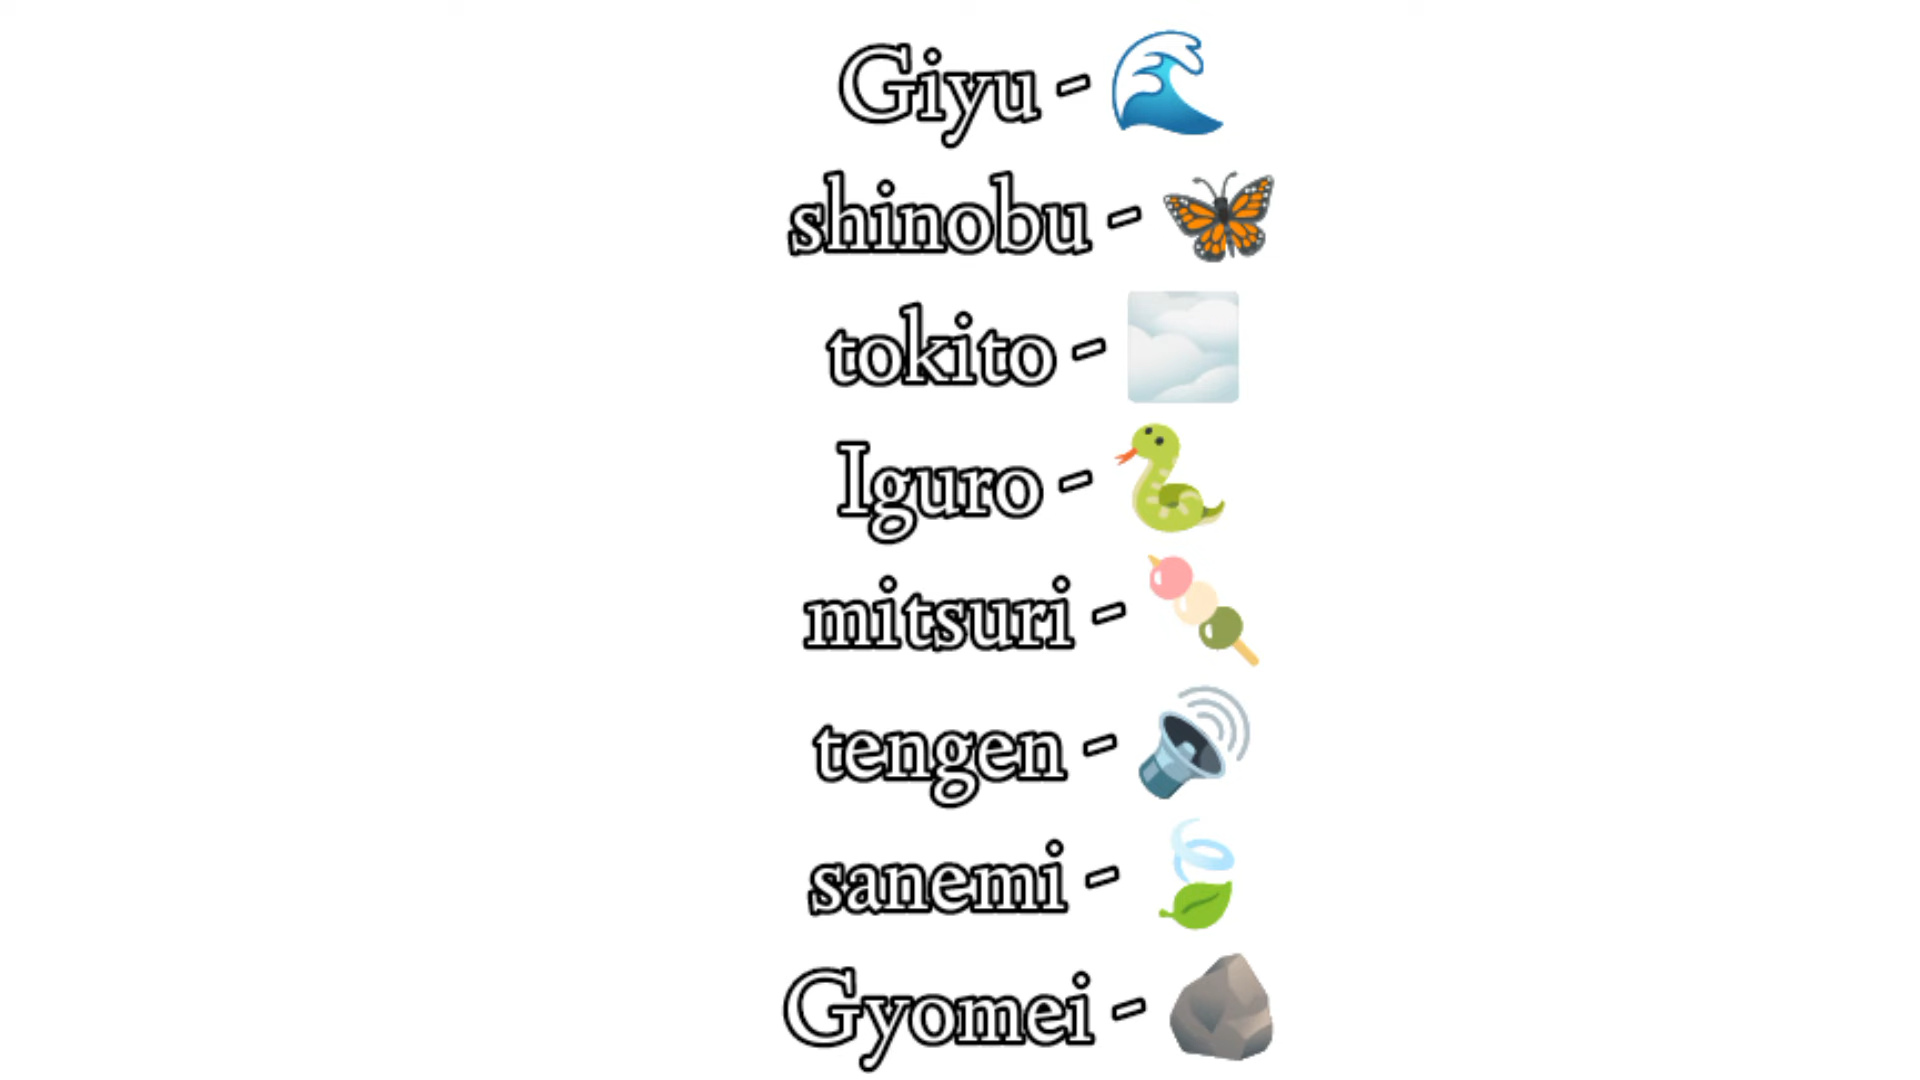 Giyu - 🌊
shinobu - 🦋
tokito - 🌫️
Iguro - 🐍
mitsuri - 🍡
tengen - 🔊
sanemi - 🍃
Gyomei - 🪨